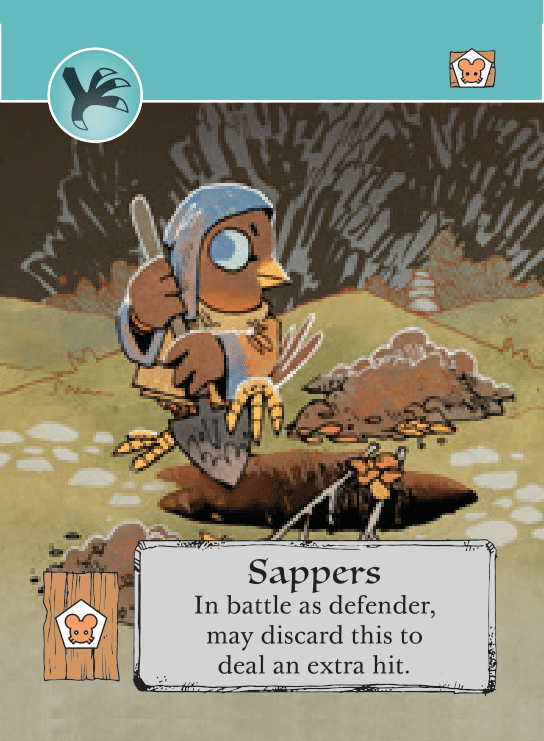 Sappers
In battle as defender,
may discard this to
deal an extra hit.